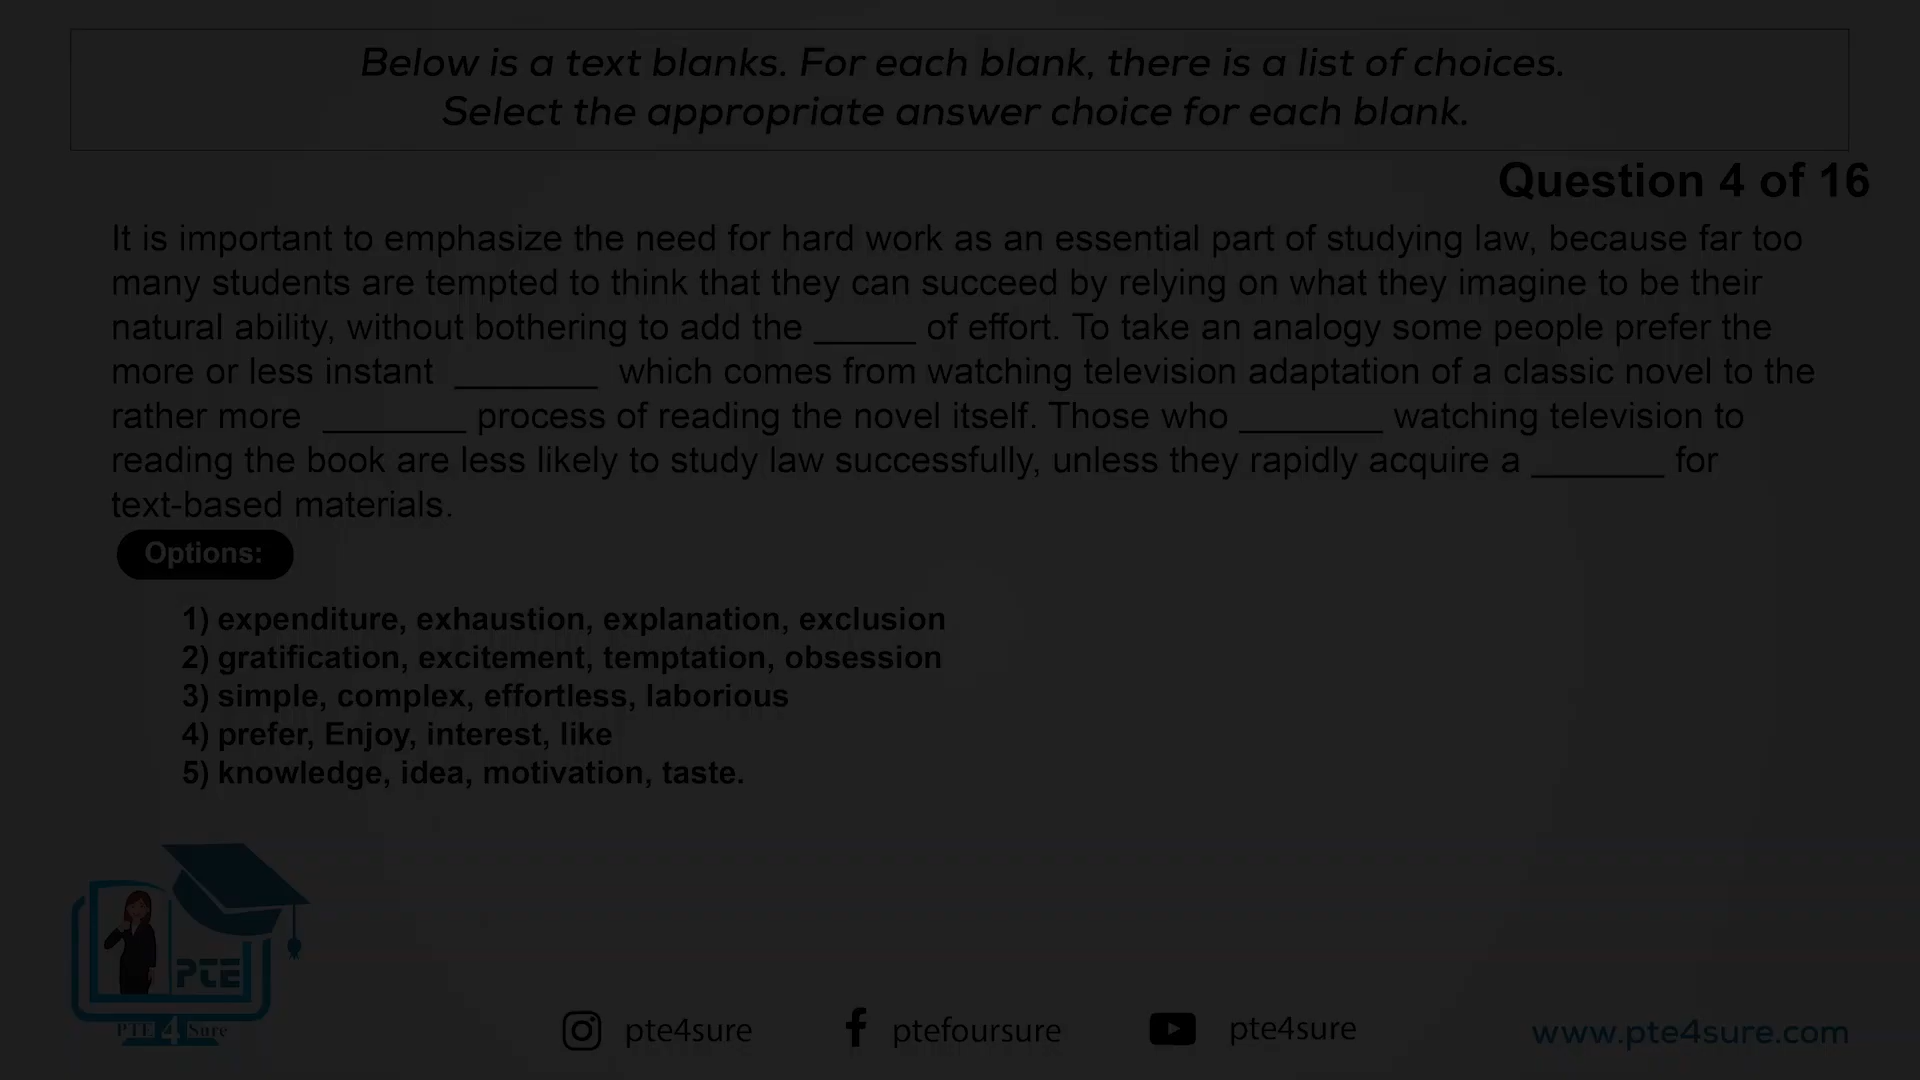 Below is a text blanks. For each blank, there is a list of choices.
Select the appropriate answer choice for each blank.
Question 4 of 16
It is important to emphasize the need for hard work as an essential part of studying law, because far too
many students are tempted to think that they can succeed by relying on what they imagine to be their
natural ability, without bothering to add the _____ of effort. To take an analogy some people prefer the
more or less instant _______ which comes from watching television adaptation of a classic novel to the
rather more _______ process of reading the novel itself. Those who _______ watching television to
reading the book are less likely to study law successfully, unless they rapidly acquire a ______ for
text-based materials.
Options:
1) expenditure, exhaustion, explanation, exclusion
2) gratification, excitement, temptation, obsession
3) simple, complex, effortless, laborious
4) prefer, Enjoy, interest, like
5) knowledge, idea, motivation, taste.
PTE
PTE 4 Sure
pte4sure
ptefoursure
pte4sure
www.pte4sure.com